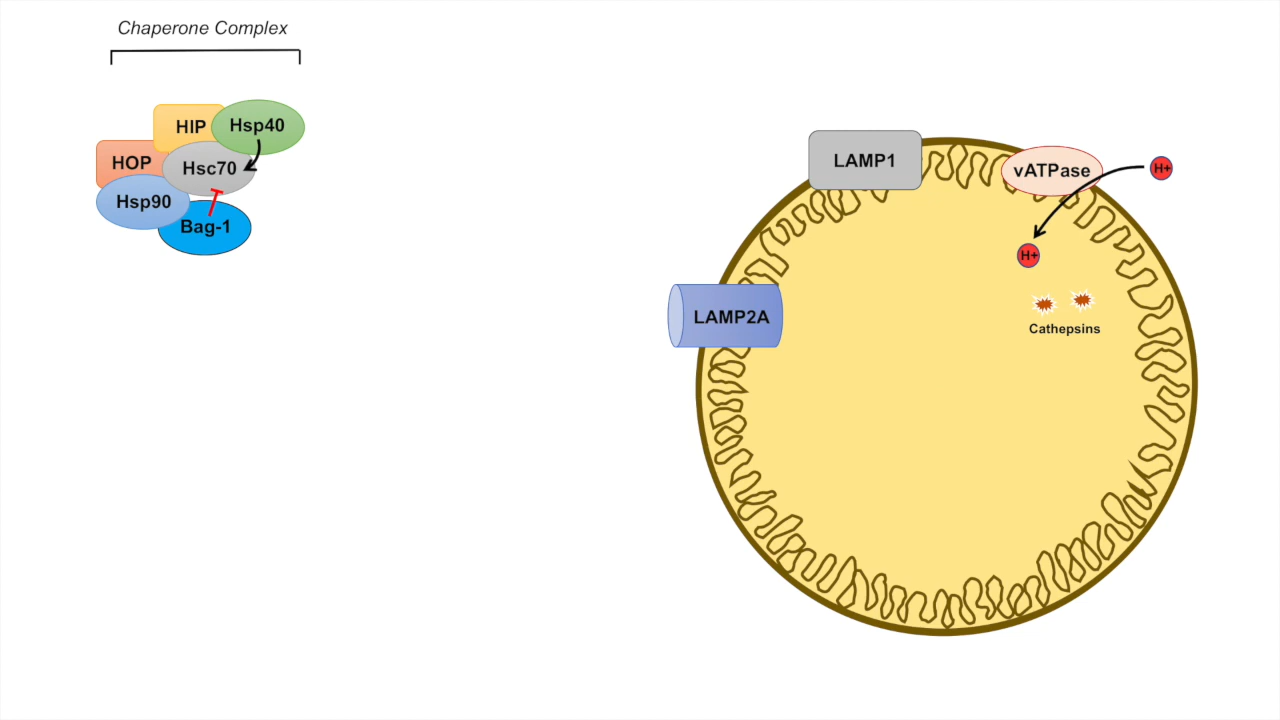 Chaperone Complex
HIP
Hsp40
HOP
Hsc70
Hsp90
Bag-1
LAMP1
vATPase
H+
H+
LAMP2A
Cathepsins